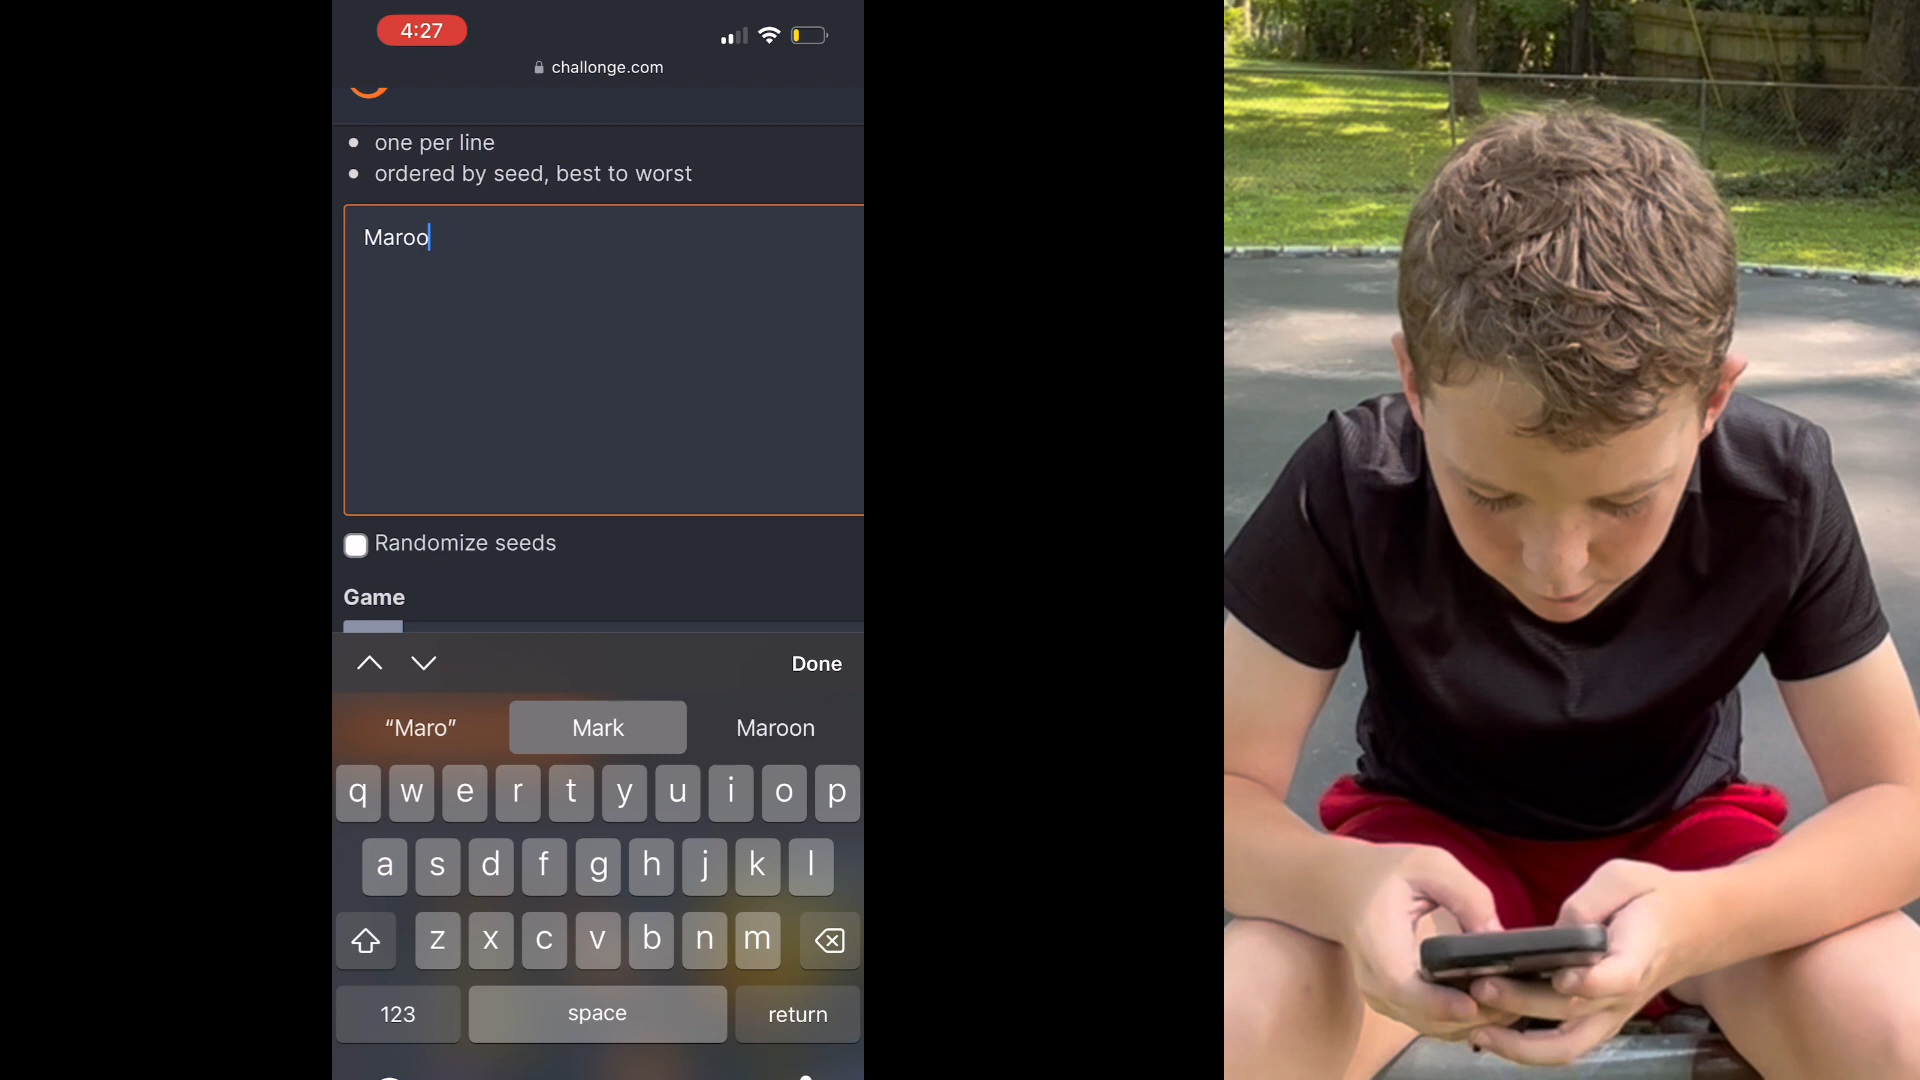 4:27
challonge.com
one per line
ordered by seed, best to worst
Maroo
Randomize seeds
Game
Done
“Maro” Mark Maroon
q w e r t y u i o p
a s d f g h j k l
z x c v b n m
123 space return